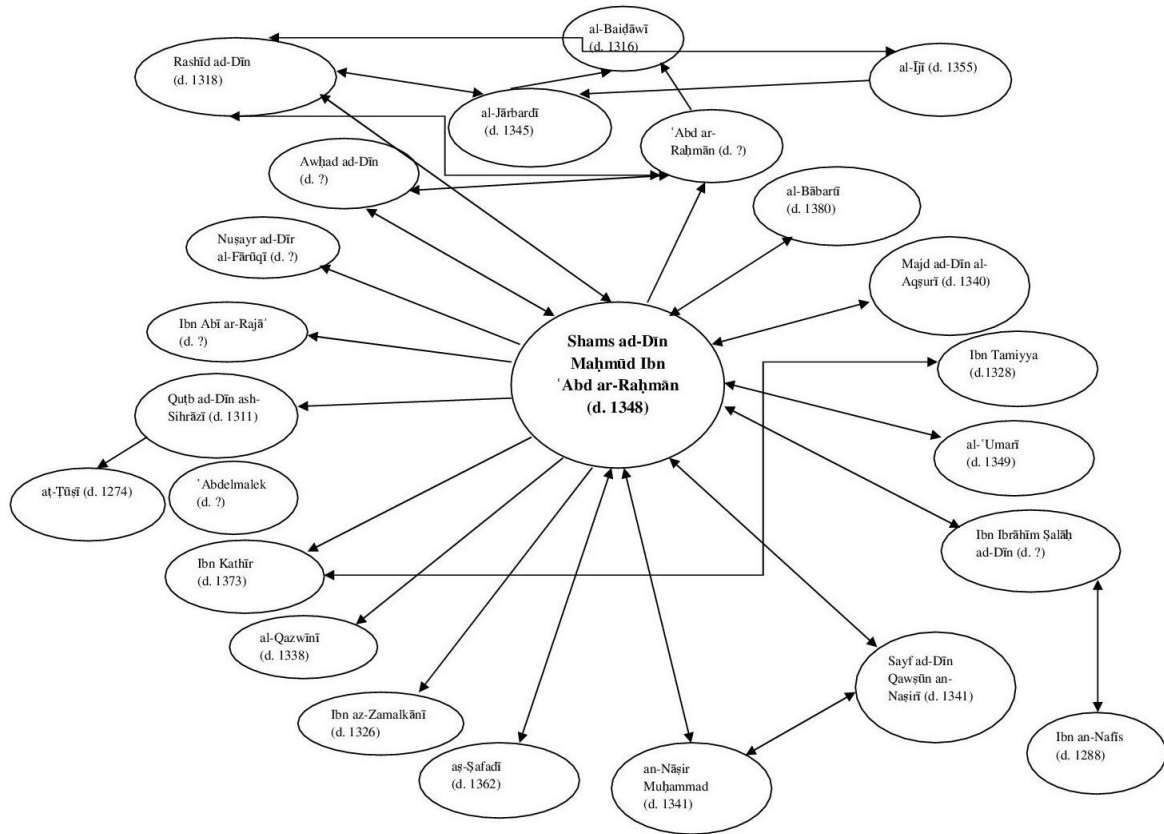 al-Baiḍāwī
(d. 1316)
Rashīd ad-Dīn
(d. 1318)
al-Ījī (d. 1355)
al-Jārbardī
(d. 1345)
ʿAbd ar-
Raḥmān (d. ?)
Awḥad ad-Dīn
(d. ?)
al-Bābartī
(d. 1380)
Nuṣayr ad-Dīr
al-Fārūqī (d. ?)
Majd ad-Dīn al-
Aqṣurī (d. 1340)
Ibn Abī ar-Rajāʾ
(d. ?)
Shams ad-Dīn
Maḥmūd Ibn
ʿAbd ar-Raḥmān
(d. 1348)
Ibn Tamiyya
(d.1328)
Quṭb ad-Dīn ash-
Sihrāzī (d. 1311)
al-ʿUmarī
(d. 1349)
aṭ-Ṭūṣī (d. 1274)
ʿAbdelmalek
(d. ?)
Ibn Ibrāhīm Ṣalāḥ
ad-Dīn (d. ?)
Ibn Kathīr
(d. 1373)
al-Qazwīnī
(d. 1338)
Sayf ad-Dīn
Qawṣūn an-
Naṣirī (d. 1341)
Ibn az-Zamalkānī
(d. 1326)
Ibn an-Nafīs
(d. 1288)
aṣ-Ṣafadī
(d. 1362)
an-Nāṣir
Muḥammad
(d. 1341)